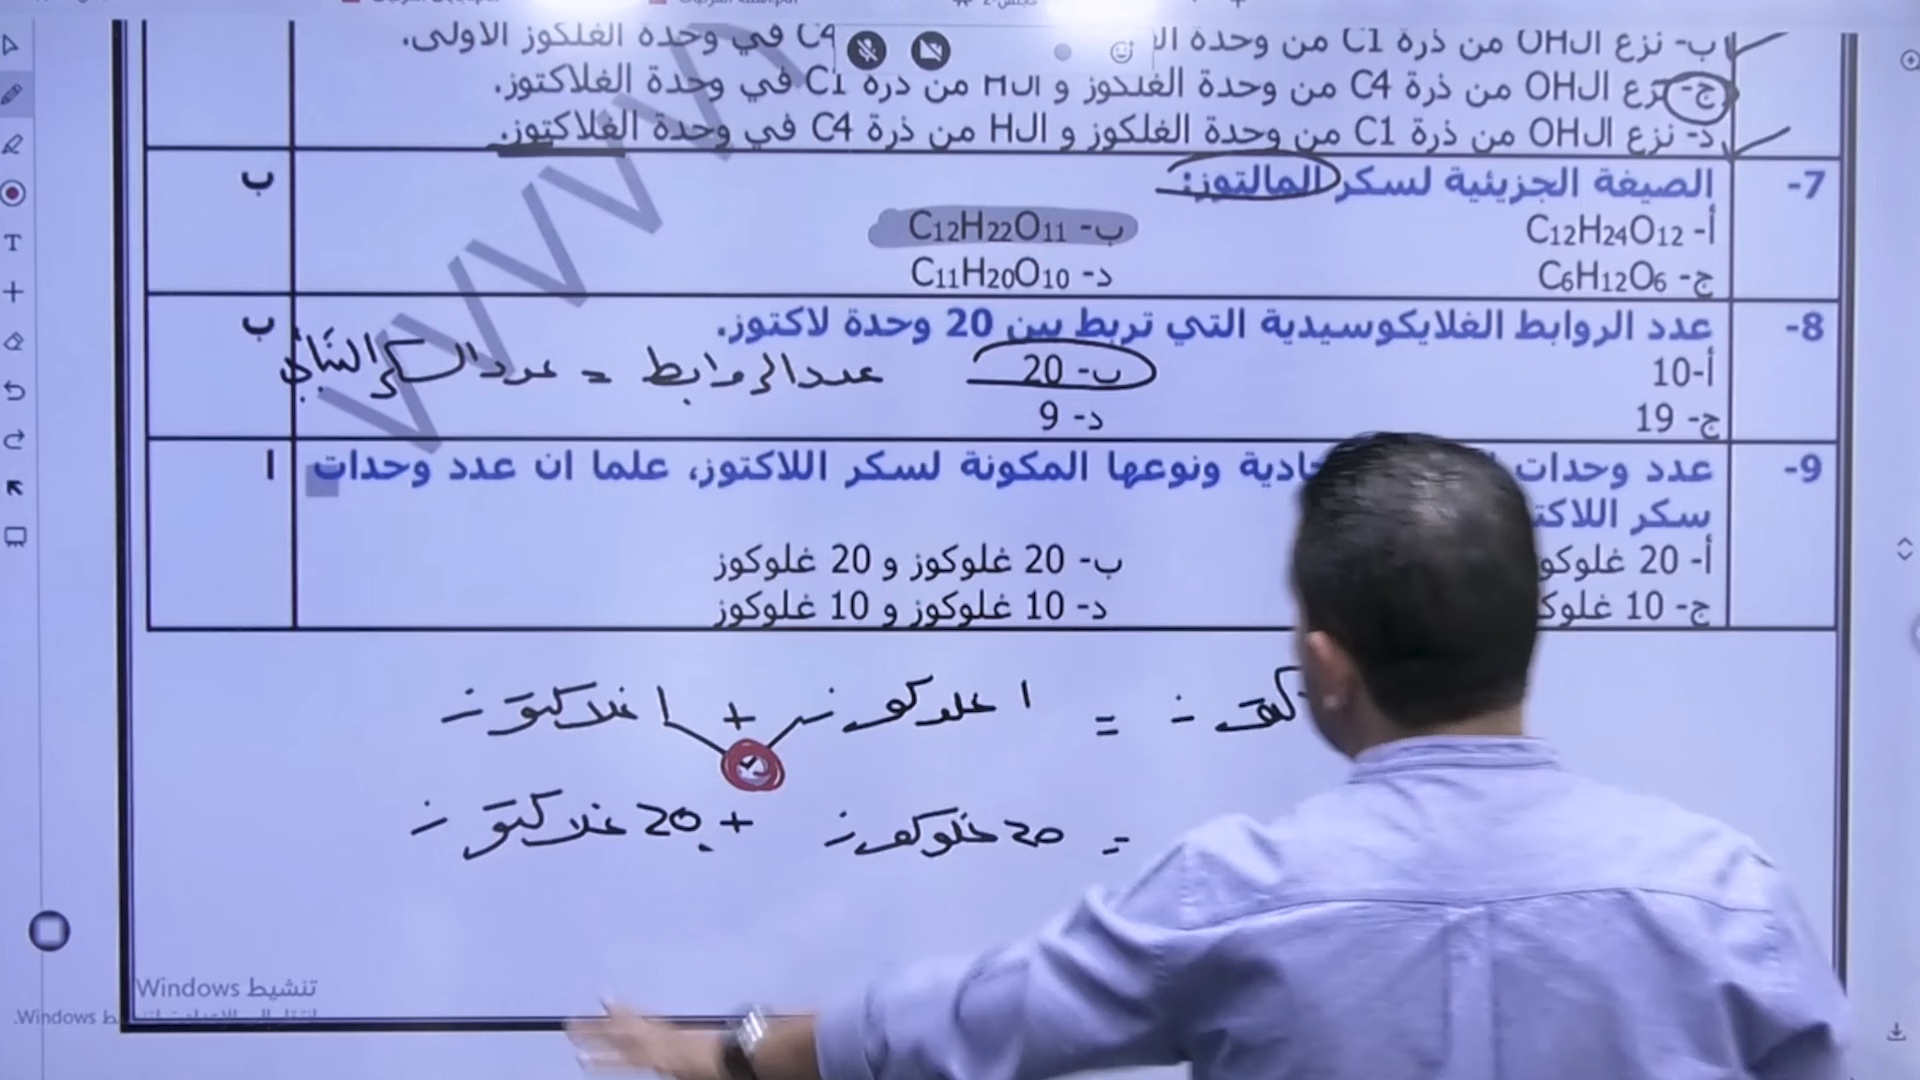 ب- نزع الOH من ذرة C1 من وحدة ال C4 في وحدة الغلكوز الاولى.
ج- نزع الOH من ذرة C4 من وحدة الغلكوز و الH من ذرة C1 في وحدة الغلاكتوز.
د- نزع الOH من ذرة C1 من وحدة الغلكوز و الH من ذرة C4 في وحدة الغلاكتوز.
7- الصيغة الجزيئية لسكر المالتوز: ب
أ- C12H24O12 ب- C12H22O11
ج- C6H12O6 د- C11H20O10
8- عدد الروابط الغلايكوسيدية التي تربط بين 20 وحدة لاكتوز. ب
أ-10 ب- 20 عدد الروابط = عدد السكر الثنائي
ج- 19 د- 9
9- عدد وحدات ونوعها المكونة لسكر اللاكتوز، علما ان عدد وحدات ا
سكر
أ- 20 ب- 20 غلوكوز و 20 غلوكوز
ج- 10 د- 10 غلوكوز و 10 غلوكوز
= 1 غلوكوز + 1 غلاكتوز
= 20 غلوكوز + 20 غلاكتوز
تنشيط Windows
Windows
T